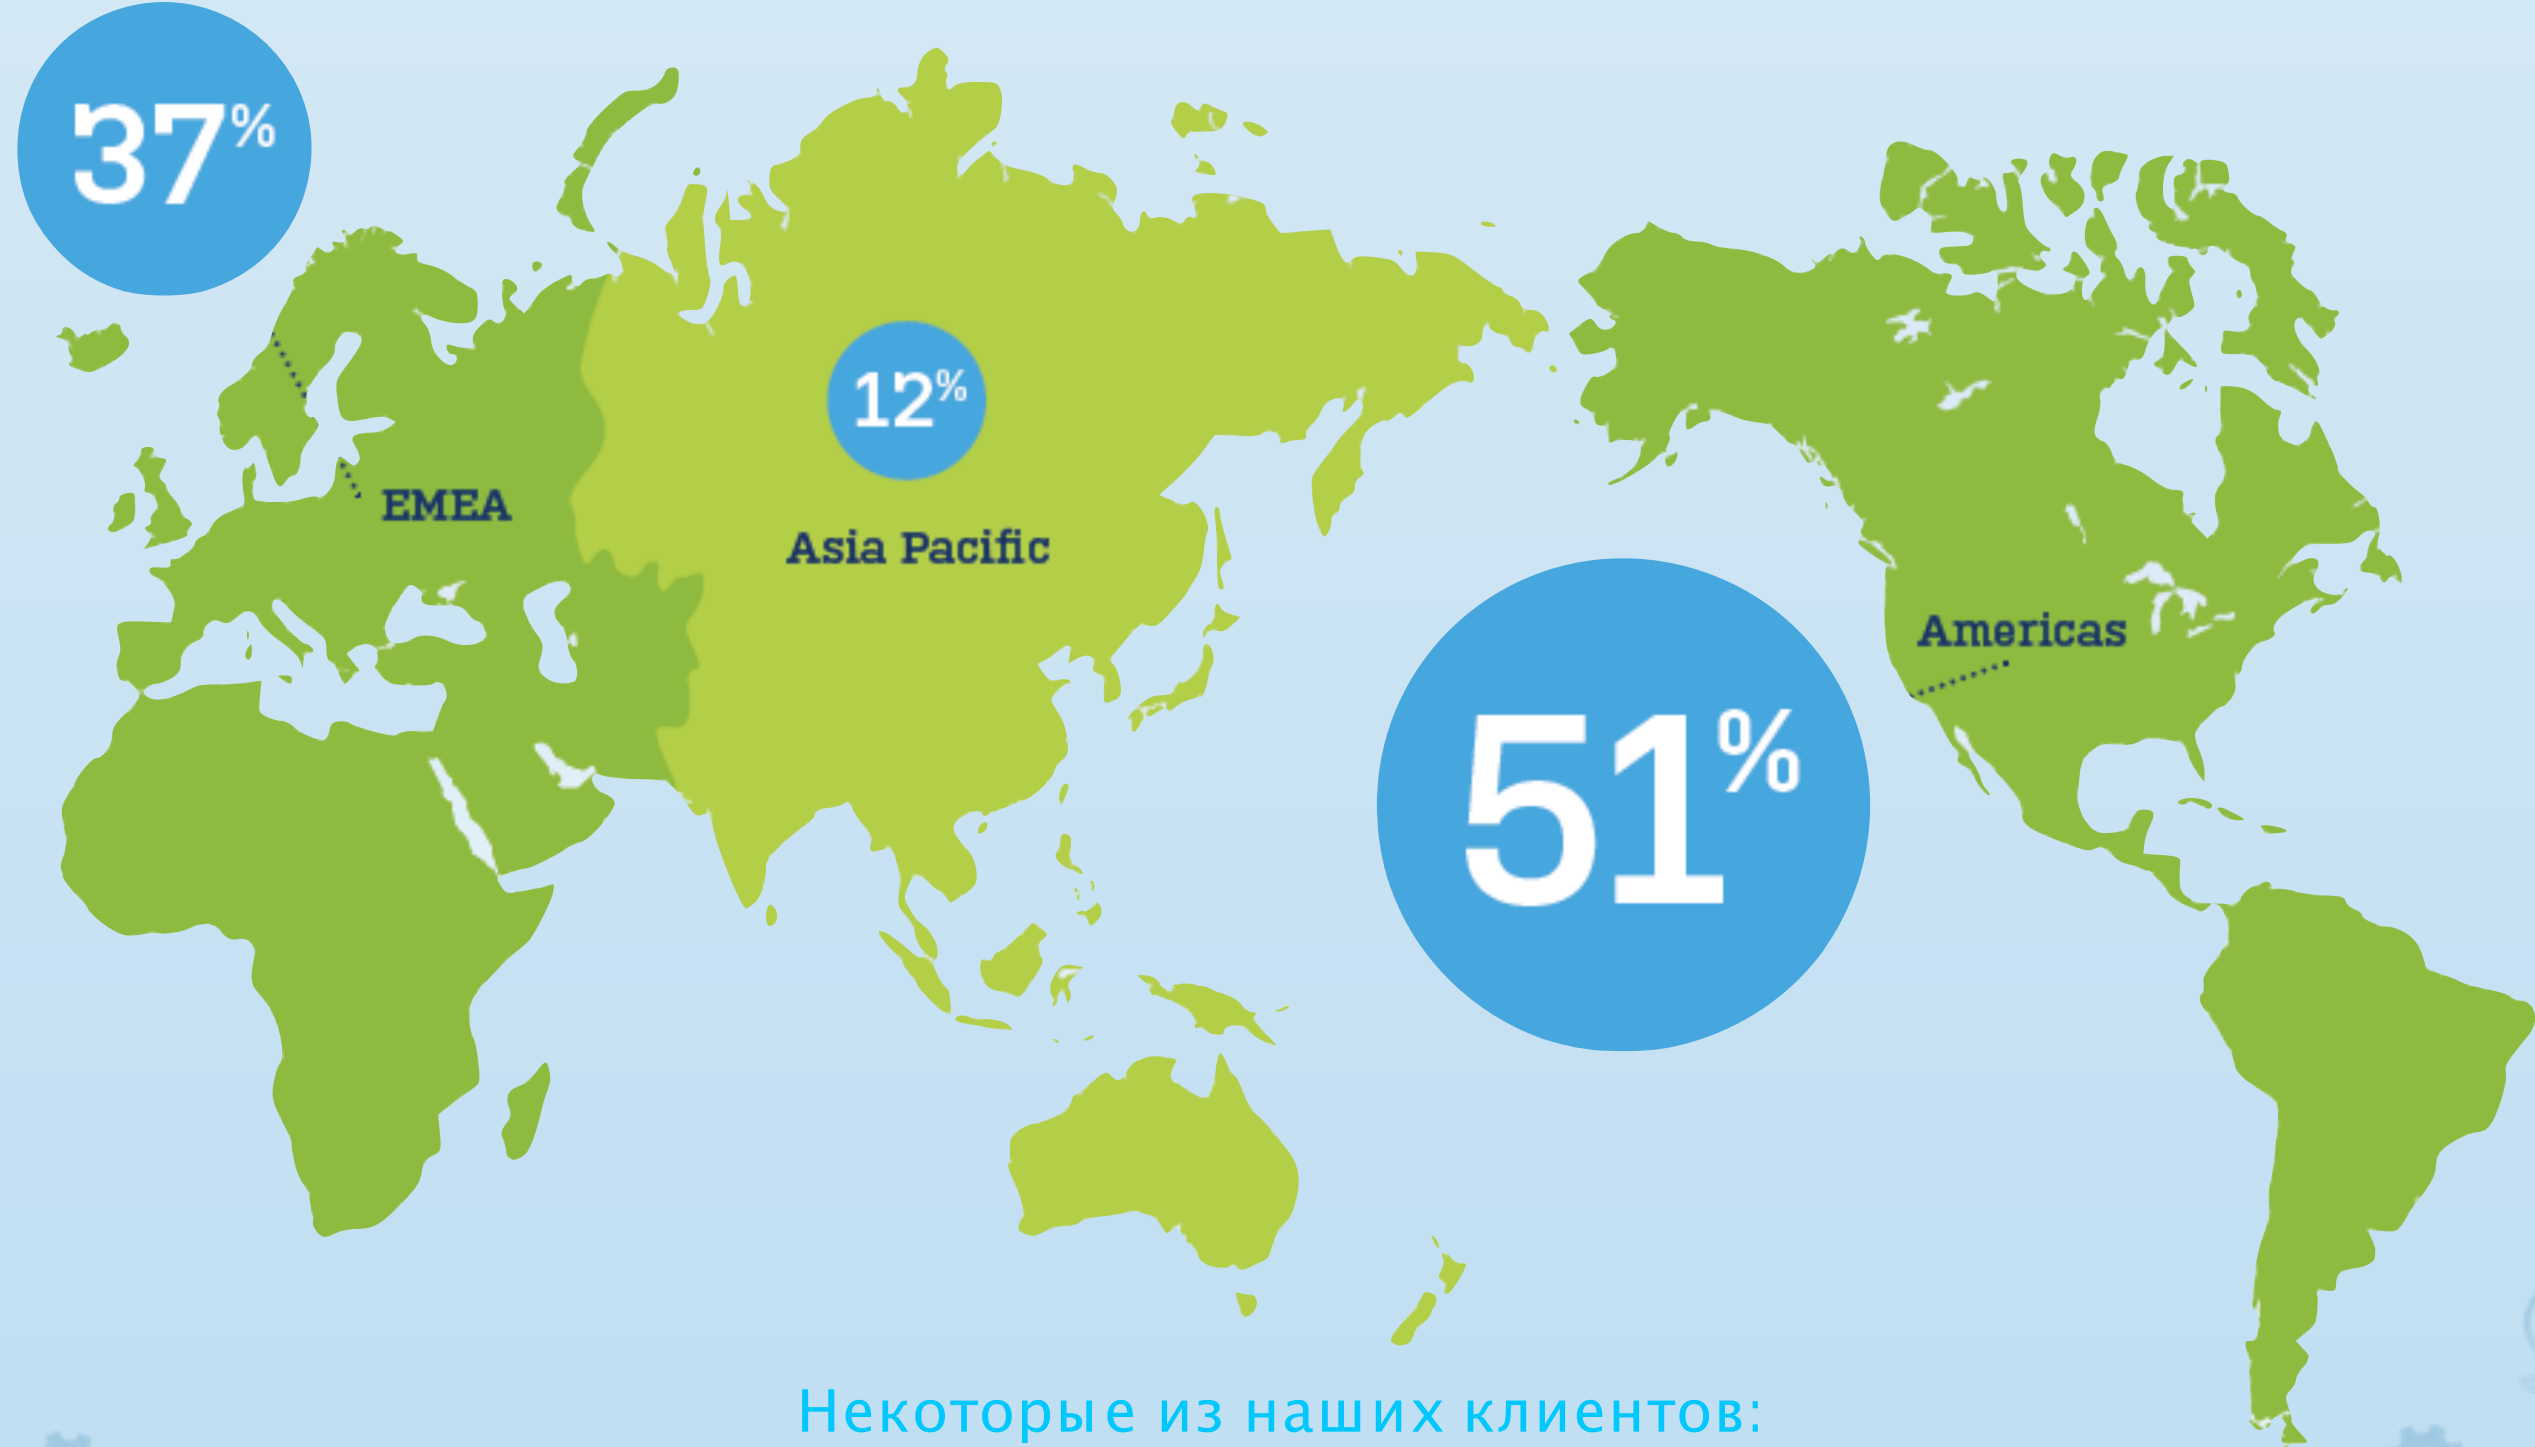 37%
12%
EMEA
Asia Pacific
Americas
51%
Некоторые из наших клиентов: